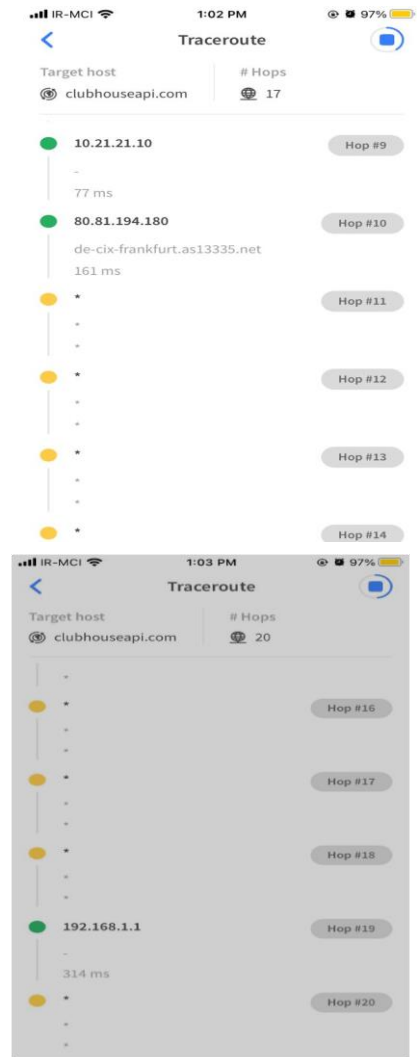 IR-MCI 1:02 PM 97%
Traceroute
Target host # Hops
clubhouseapi.com 17
10.21.21.10 Hop #9
-
77 ms
80.81.194.180 Hop #10
de-cix-frankfurt.as13335.net
161 ms
* Hop #11
*
*
* Hop #12
*
*
* Hop #13
*
*
* Hop #14
IR-MCI 1:03 PM 97%
Traceroute
Target host # Hops
clubhouseapi.com 20
*
* Hop #16
*
*
* Hop #17
*
*
* Hop #18
*
*
192.168.1.1 Hop #19
-
314 ms
* Hop #20
*
*